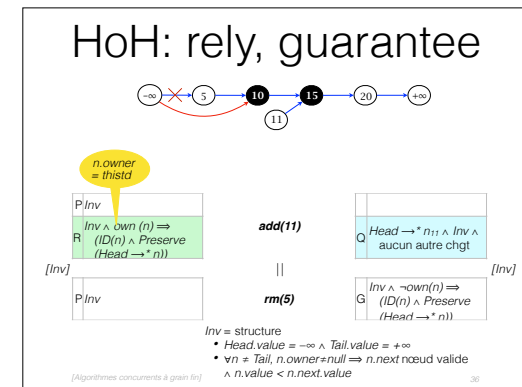 HoH: rely, guarantee
-∞ 5 10 15 20 +∞
11
n.owner
= thistd
P Inv
R Inv ∧ own (n) ⟹
(ID(n) ∧ Preserve
(Head ⟶* n))
add(11)
Q Head ⟶* n11 ∧ Inv ∧
aucun autre chgt
[Inv]
||
[Inv]
P Inv
rm(5)
G Inv ∧ ¬own(n) ⟹
(ID(n) ∧ Preserve
(Head ⟶* n))
Inv = structure
• Head.value = −∞ ∧ Tail.value = +∞
• ∀n ≠ Tail, n.owner≠null ⟹ n.next nœud valide
∧ n.value < n.next.value
[Algorithmes concurrents à grain fin]
36